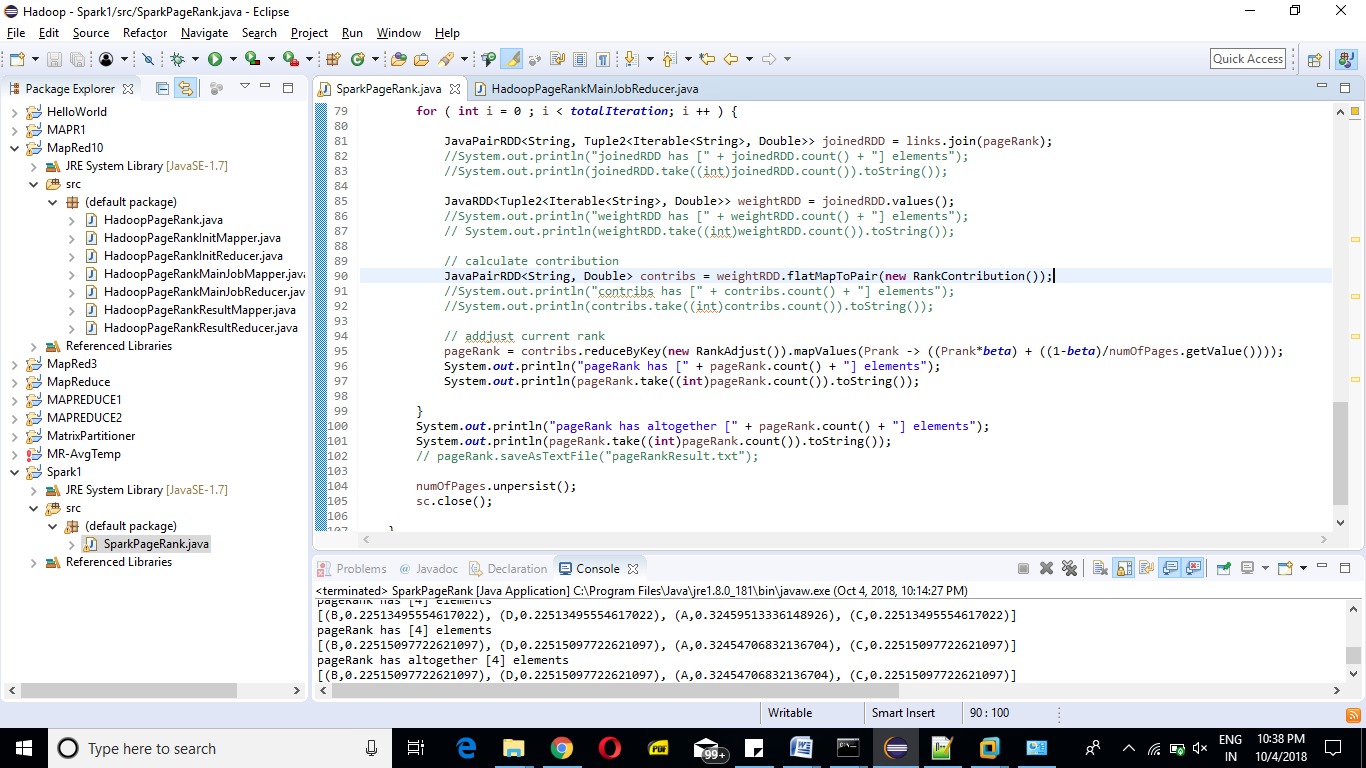 Hadoop - Spark1/src/SparkPageRank.java - Eclipse
File Edit Source Refactor Navigate Search Project Run Window Help
Quick Access
Package Explorer
HelloWorld
MAPR1
MapRed10
JRE System Library [JavaSE-1.7]
src
(default package)
HadoopPageRank.java
HadoopPageRankInitMapper.java
HadoopPageRankInitReducer.java
HadoopPageRankMainJobMapper.java
HadoopPageRankMainJobReducer.jav
HadoopPageRankResultMapper.java
HadoopPageRankResultReducer.java
Referenced Libraries
MapRed3
MapReduce
MAPREDUCE1
MAPREDUCE2
MatrixPartitioner
MR-AvgTemp
Spark1
JRE System Library [JavaSE-1.7]
src
(default package)
SparkPageRank.java
Referenced Libraries
SparkPageRank.java HadoopPageRankMainJobReducer.java
79 for ( int i = 0 ; i < totalIteration; i ++ ) {
80
81 JavaPairRDD<String, Tuple2<Iterable<String>, Double>> joinedRDD = links.join(pageRank);
82 //System.out.println("joinedRDD has [" + joinedRDD.count() + "] elements");
83 //System.out.println(joinedRDD.take((int)joinedRDD.count()).toString());
84
85 JavaRDD<Tuple2<Iterable<String>, Double>> weightRDD = joinedRDD.values();
86 //System.out.println("weightRDD has [" + weightRDD.count() + "] elements");
87 // System.out.println(weightRDD.take((int)weightRDD.count()).toString());
88
89 // calculate contribution
90 JavaPairRDD<String, Double> contribs = weightRDD.flatMapToPair(new RankContribution());
91 //System.out.println("contribs has [" + contribs.count() + "] elements");
92 //System.out.println(contribs.take((int)contribs.count()).toString());
93
94 // addjust current rank
95 pageRank = contribs.reduceByKey(new RankAdjust()).mapValues(Prank -> ((Prank*beta) + ((1-beta)/numOfPages.getValue())));
96 System.out.println("pageRank has [" + pageRank.count() + "] elements");
97 System.out.println(pageRank.take((int)pageRank.count()).toString());
98
99 }
100 System.out.println("pageRank has altogether [" + pageRank.count() + "] elements");
101 System.out.println(pageRank.take((int)pageRank.count()).toString());
102 // pageRank.saveAsTextFile("pageRankResult.txt");
103
104 numOfPages.unpersist();
105 sc.close();
106
107 }
Problems @ Javadoc Declaration Console
<terminated> SparkPageRank [Java Application] C:\Program Files\Java\jre1.8.0_181\bin\javaw.exe (Oct 4, 2018, 10:14:27 PM)
pageRank has [4] elements
[(B,0.22513495554617022), (D,0.22513495554617022), (A,0.32459513336148926), (C,0.22513495554617022)]
pageRank has [4] elements
[(B,0.22515097722621097), (D,0.22515097722621097), (A,0.32454706832136704), (C,0.22515097722621097)]
pageRank has altogether [4] elements
[(B,0.22515097722621097), (D,0.22515097722621097), (A,0.32454706832136704), (C,0.22515097722621097)]
Writable Smart Insert 90 : 100
Type here to search
PDF
99+
ENG
IN
10:38 PM
10/4/2018